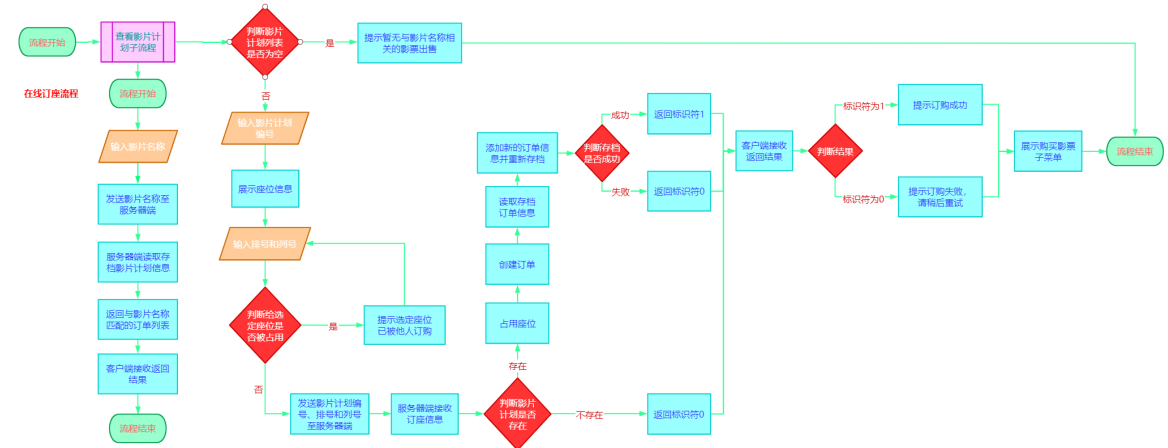 流程开始
查看影片计
划子流程
判断影片
计划列表
是否为空
是
提示暂无与影片名称相
关的影票出售
在线订座流程
流程开始
输入影片名称
发送影片名称至
服务器端
服务器端读取存
档影片计划信息
返回与影片名称
匹配的订单列表
客户端接收返回
结果
流程结束
否
输入影片计划
编号
展示座位信息
输入排号和列号
判断给选
定座位是
否被占用
是
提示选定座位
已被他人订购
否
发送影片计划编
号、排号和列号
至服务器端
服务器端接收
订座信息
判断影片
计划是否
存在
存在
不存在
返回标识符0
占用座位
创建订单
读取存档
订单信息
添加新的订单信
息并重新存档
判断存档
是否成功
成功
返回标识符1
失败
返回标识符0
客户端接收
返回结果
判断结果
标识符为1
提示订购成功
标识符为0
提示订购失败,
请稍后重试
展示购买影票
子菜单
流程结束